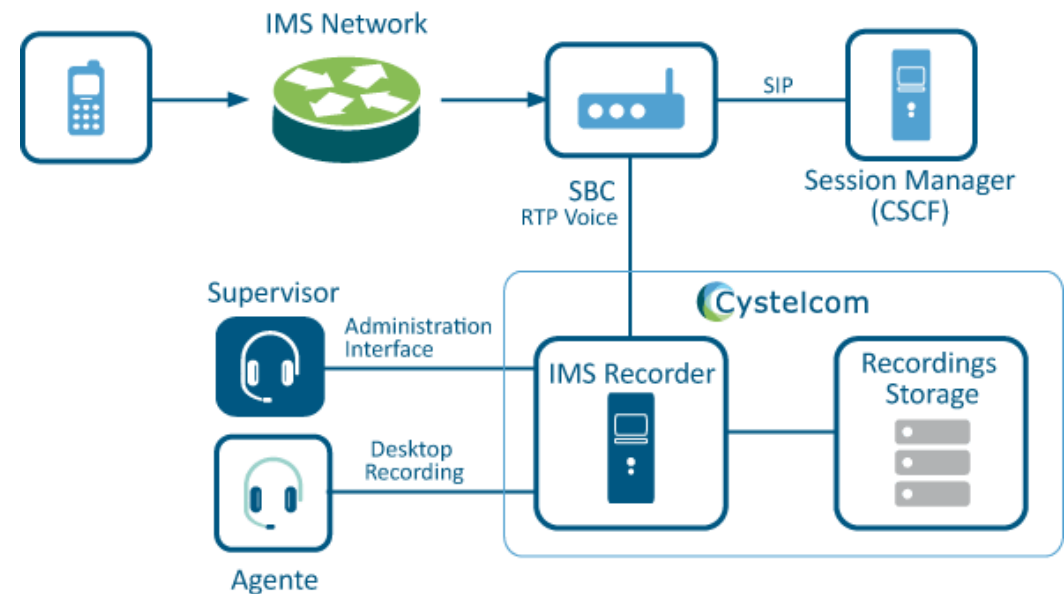 IMS Network
SIP
Session Manager
(CSCF)
SBC
RTP Voice
Cystelcom
Supervisor
Administration
Interface
IMS Recorder
Recordings
Storage
Desktop
Recording
Agente